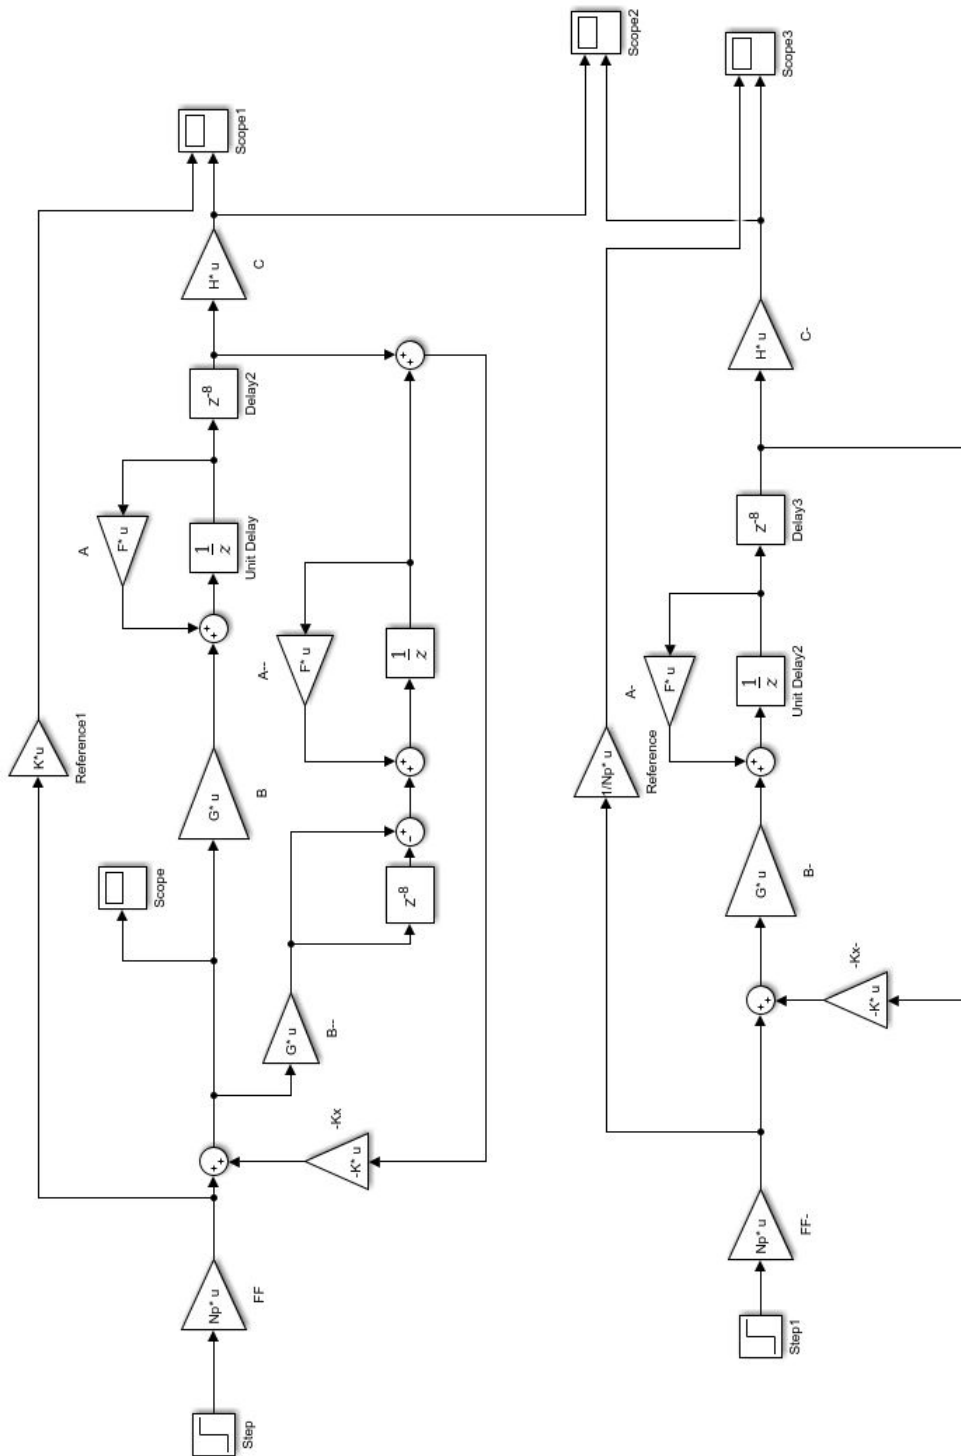 Step
Np* u
FF
K*u
Reference1
+
+
-K* u
-Kx
Scope
G* u
B
G* u
B--
Z-8
-
+
+
+
F* u
A--
1
z
+
+
F* u
A
1
z
Unit Delay
Z-8
Delay2
+
+
H* u
C
Scope1
Scope2
Step1
Np* u
FF-
1/Np* u
Reference
+
+
-K* u
-Kx-
G* u
B-
+
+
F* u
A-
1
z
Unit Delay2
Z-8
Delay3
H* u
C-
Scope3